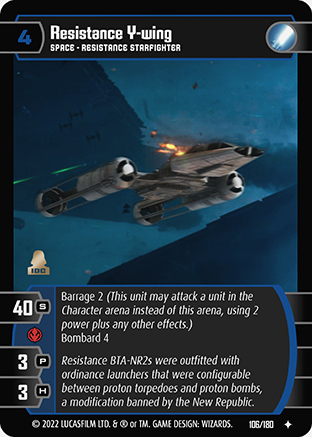 4
Resistance Y-wing
SPACE - RESISTANCE STARFIGHTER
IDC
40 S
3 P
3 H
Barrage 2 (This unit may attack a unit in the
Character arena instead of this arena, using 2
power plus any other effects.)
Bombard 4
Resistance BTA-NR2s were outfitted with
ordinance launchers that were configurable
between proton torpedoes and proton bombs,
a modification banned by the New Republic.
© 2022 LUCASFILM LTD. & ® or TM. GAME DESIGN: WIZARDS.
106/180